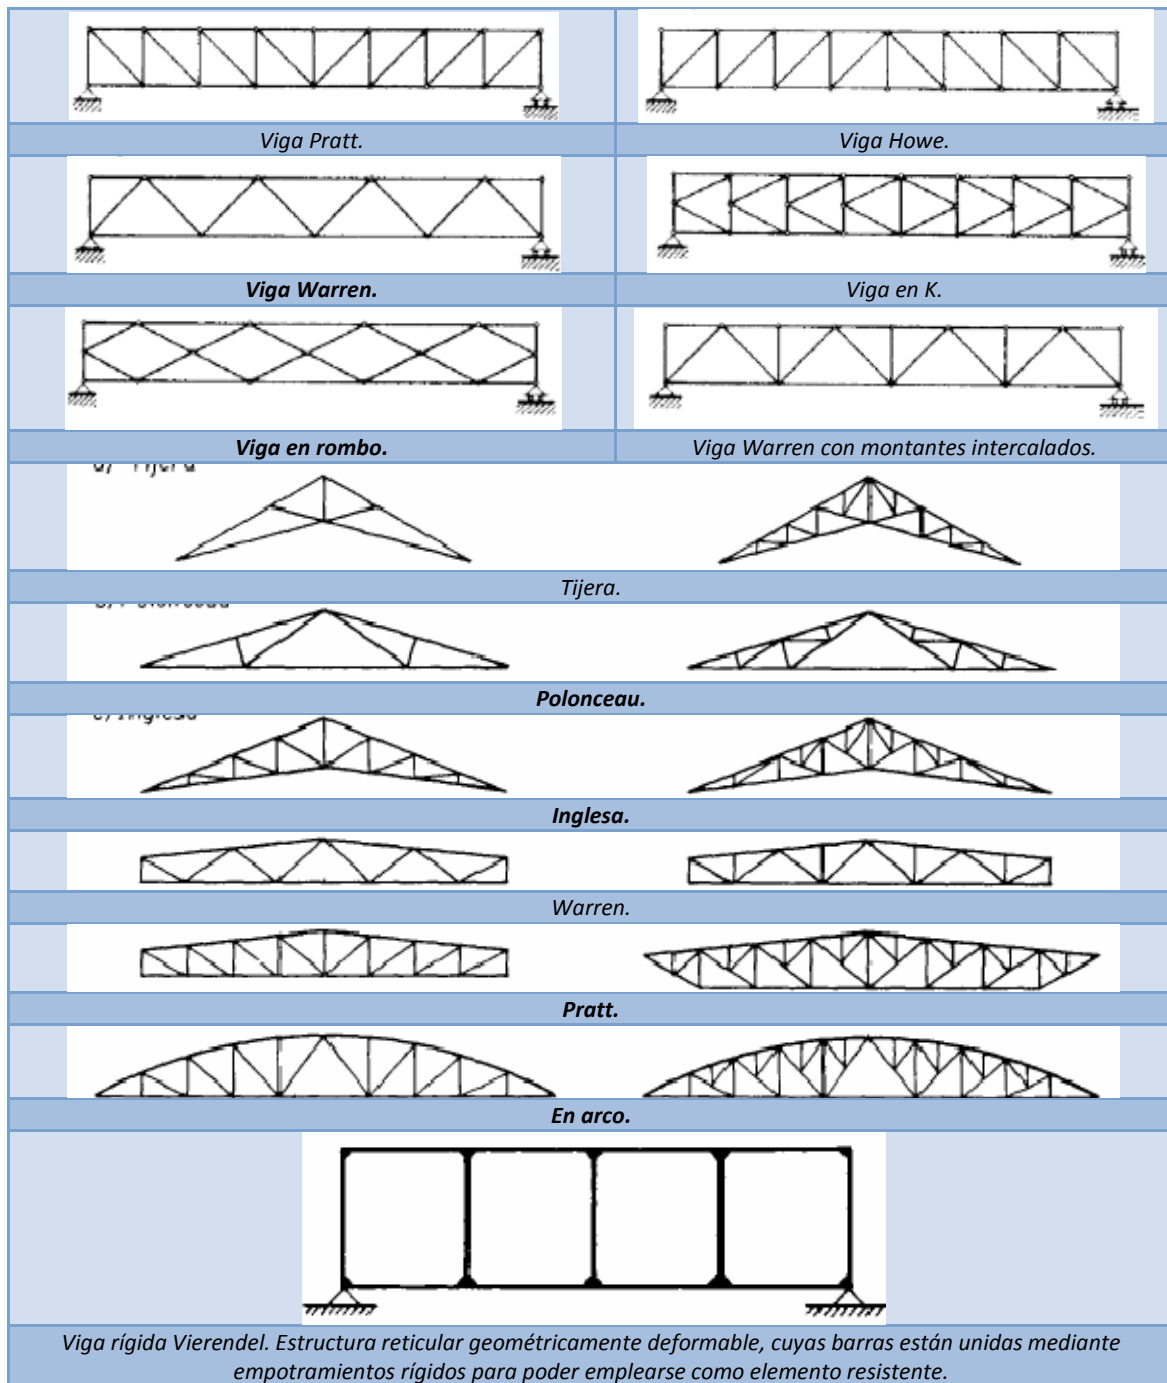 Viga Pratt.
Viga Howe.
Viga Warren.
Viga en K.
Viga en rombo.
Viga Warren con montantes intercalados.
Tijera.
Polonceau.
Inglesa.
Warren.
Pratt.
En arco.
Viga rígida Vierendel. Estructura reticular geométricamente deformable, cuyas barras están unidas mediante
empotramientos rígidos para poder emplearse como elemento resistente.